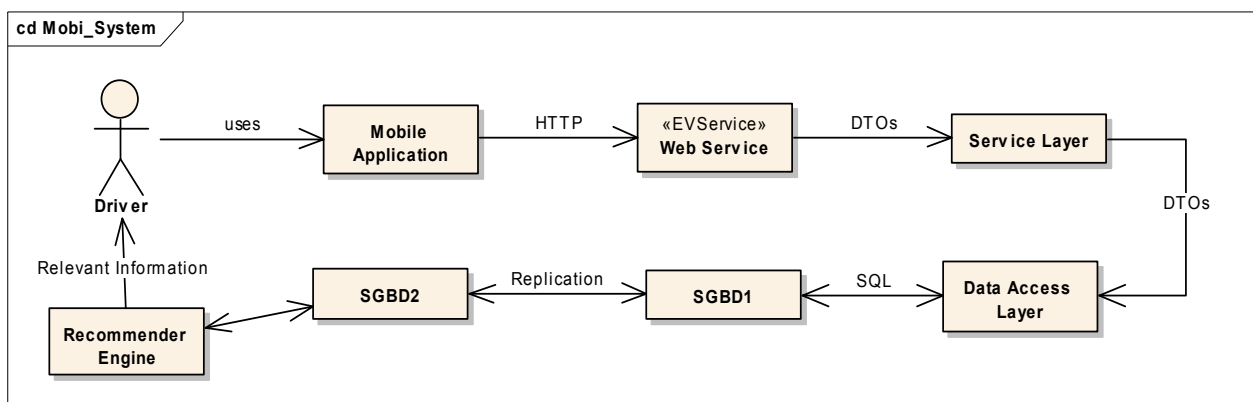 cd Mobi_System
uses
Mobile
Application
HTTP
«EVService»
Web Service
DTOs
Service Layer
DTOs
Driver
Relevant Information
Recommender
Engine
SGBD2
Replication
SGBD1
SQL
Data Access
Layer